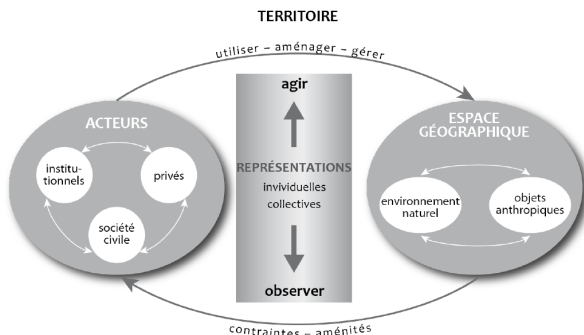 TERRITOIRE
utiliser – aménager – gérer
agir
ACTEURS
institu-
tionnels
privés
société
civile
REPRÉSENTATIONS
inviduelles
collectives
observer
ESPACE
GÉOGRAPHIQUE
environnement
naturel
objets
anthropiques
contraintes – aménités